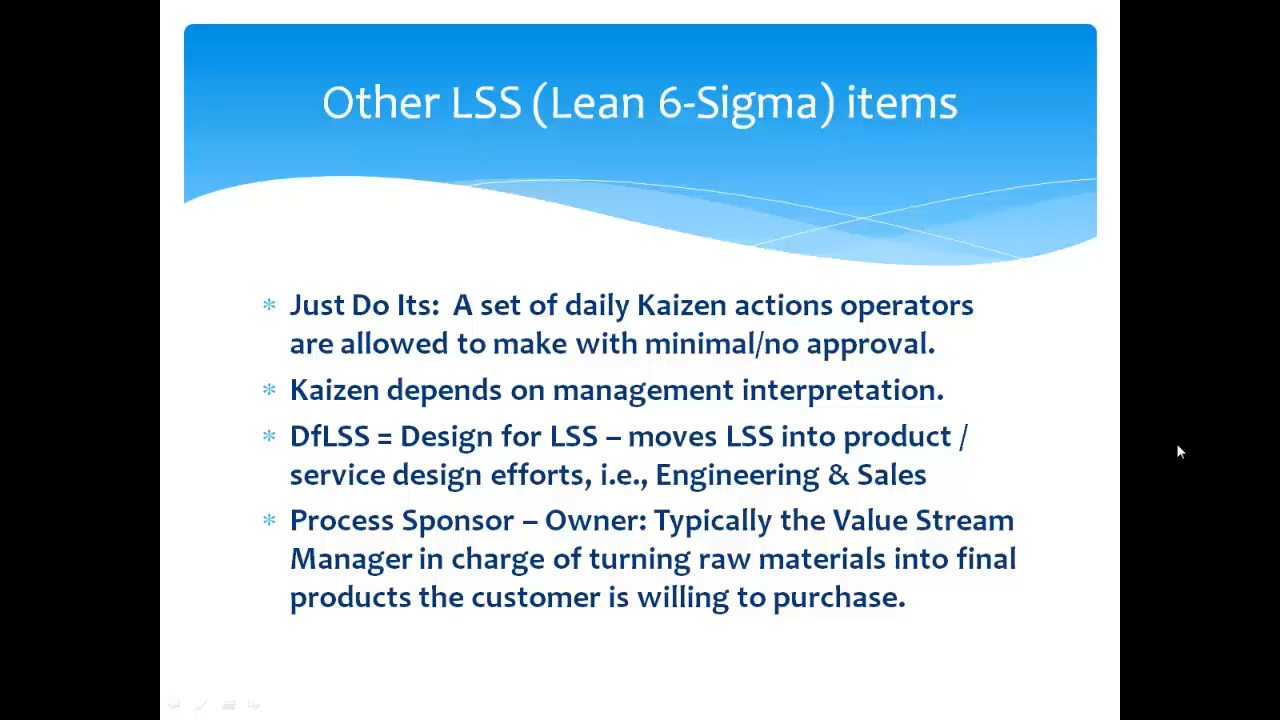 Other LSS (Lean 6-Sigma) items
Just Do Its:  A set of daily Kaizen actions operators
are allowed to make with minimal/no approval.
Kaizen depends on management interpretation.
DfLSS = Design for LSS – moves LSS into product /
service design efforts, i.e., Engineering & Sales
Process Sponsor – Owner: Typically the Value Stream
Manager in charge of turning raw materials into final
products the customer is willing to purchase.